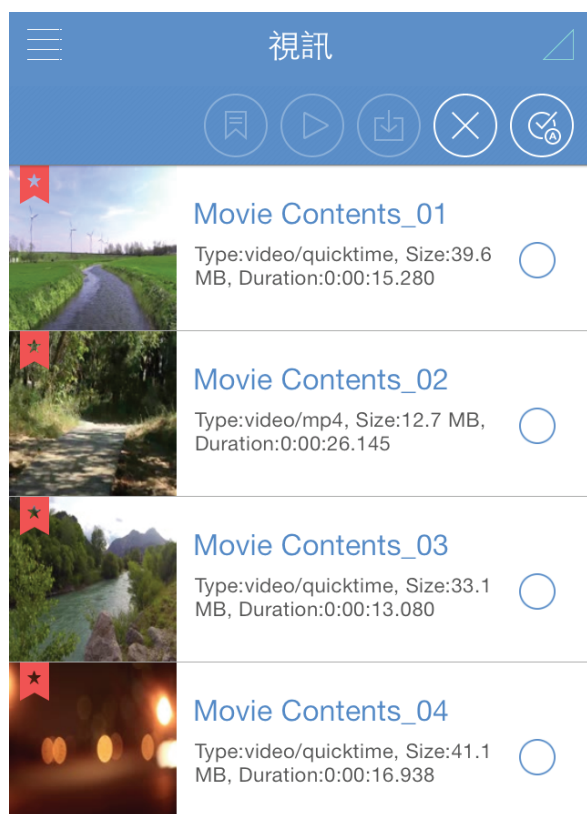 視訊
A
Movie Contents_01
Type:video/quicktime, Size:39.6
MB, Duration:0:00:15.280
Movie Contents_02
Type:video/mp4, Size:12.7 MB,
Duration:0:00:26.145
Movie Contents_03
Type:video/quicktime, Size:33.1
MB, Duration:0:00:13.080
Movie Contents_04
Type:video/quicktime, Size:41.1
MB, Duration:0:00:16.938